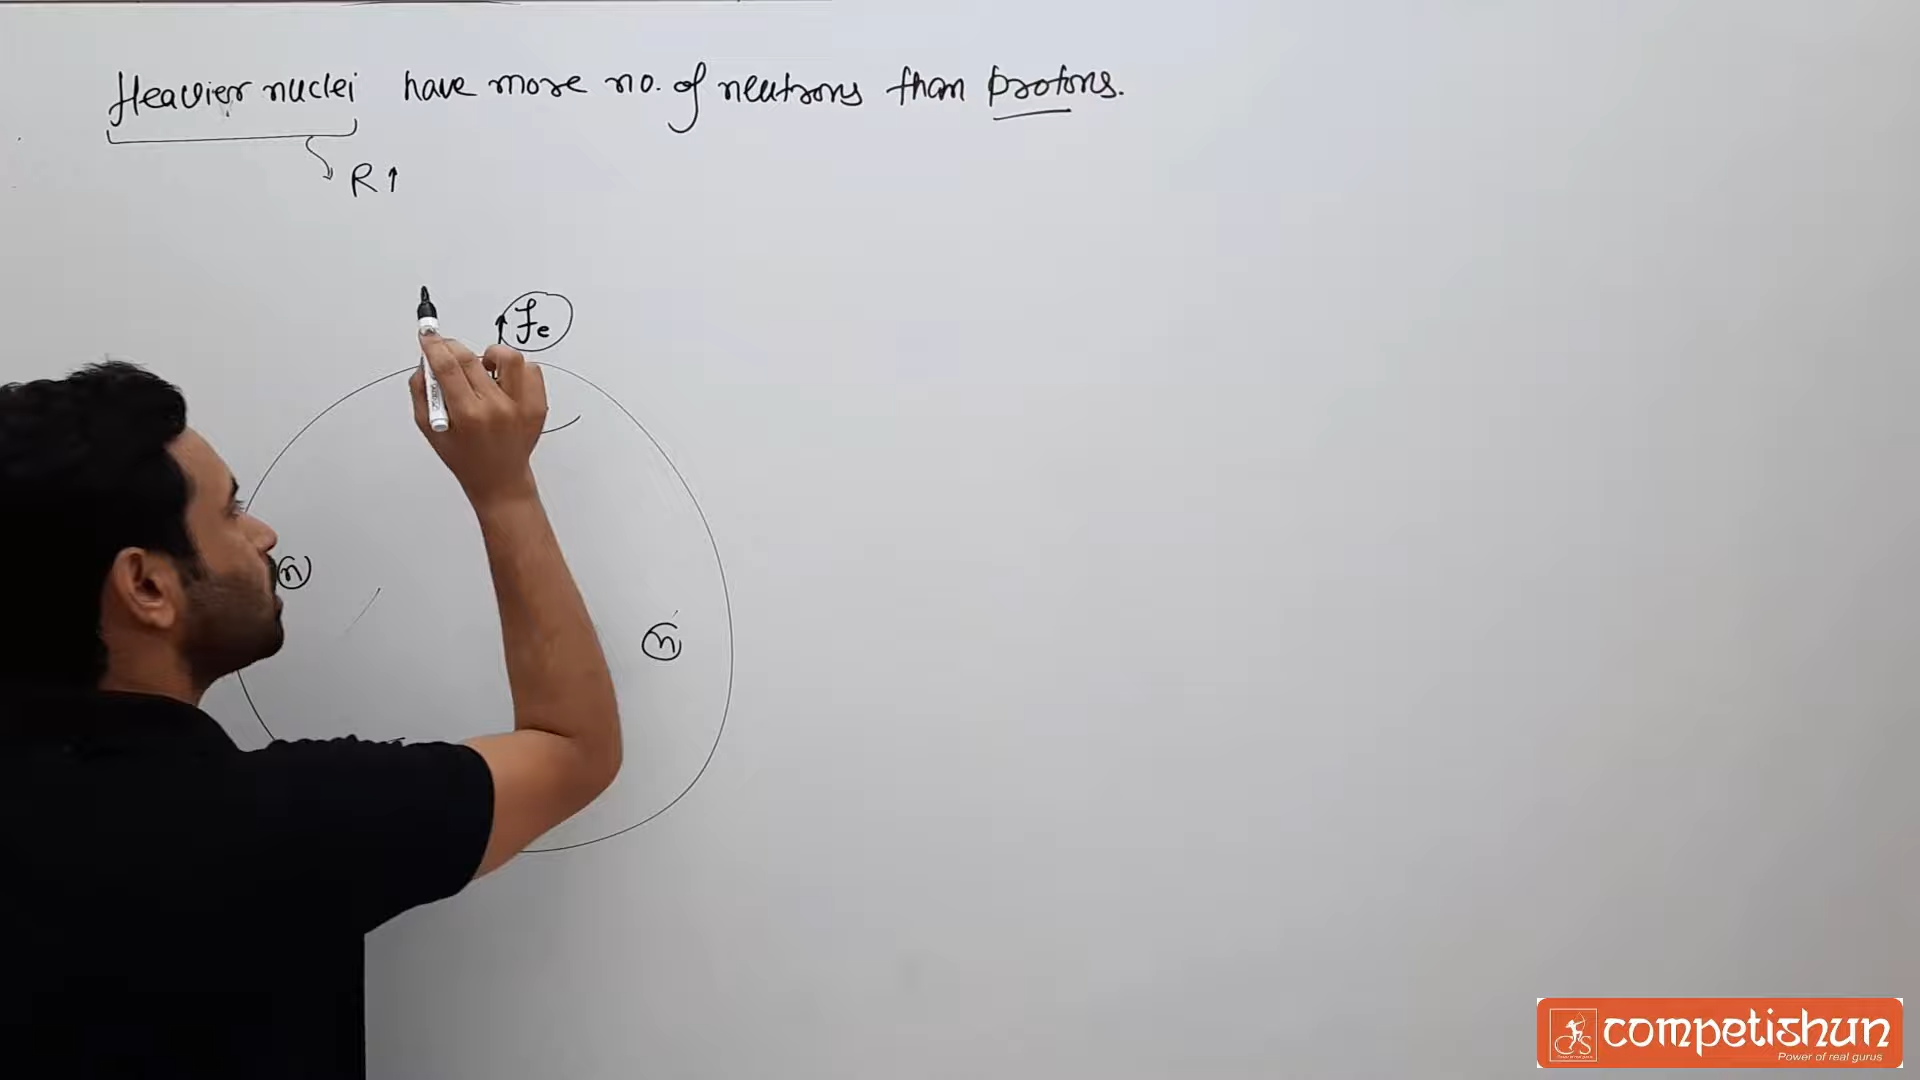 Heavier nuclei have more no. of neutrons than protons.
R↑
Fe
n
n
competishun
Power of real gurus